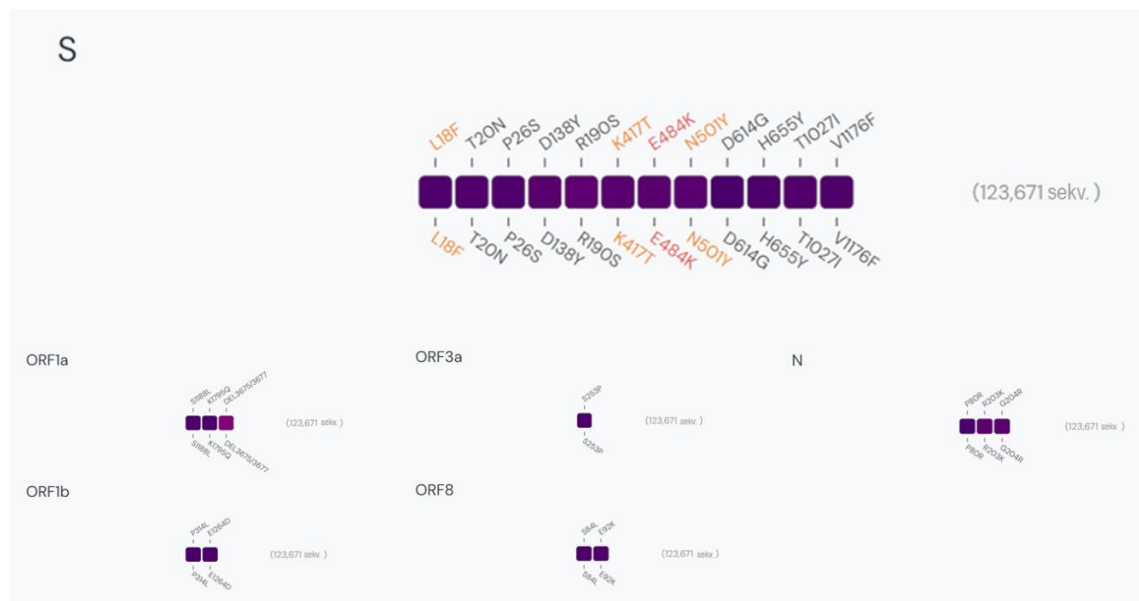 S
L18F T20N P26S D138Y R190S K417T E484K N501Y D614G H655Y T1027I V1176F
(123,671 sekv. )
L18F T20N P26S D138Y R190S K417T E484K N501Y D614G H655Y T1027I V1176F
ORF1a
S1188L K1795Q DEL3675/3677
(123,671 sekv. )
S1188L K1795Q DEL3675/3677
ORF3a
S253P
(123,671 sekv. )
S253P
N
P80R R203K G204R
(123,671 sekv. )
P80R R203K G204R
ORF1b
P314L E1264D
(123,671 sekv. )
P314L E1264D
ORF8
S84L E92K
(123,671 sekv. )
S84L E92K